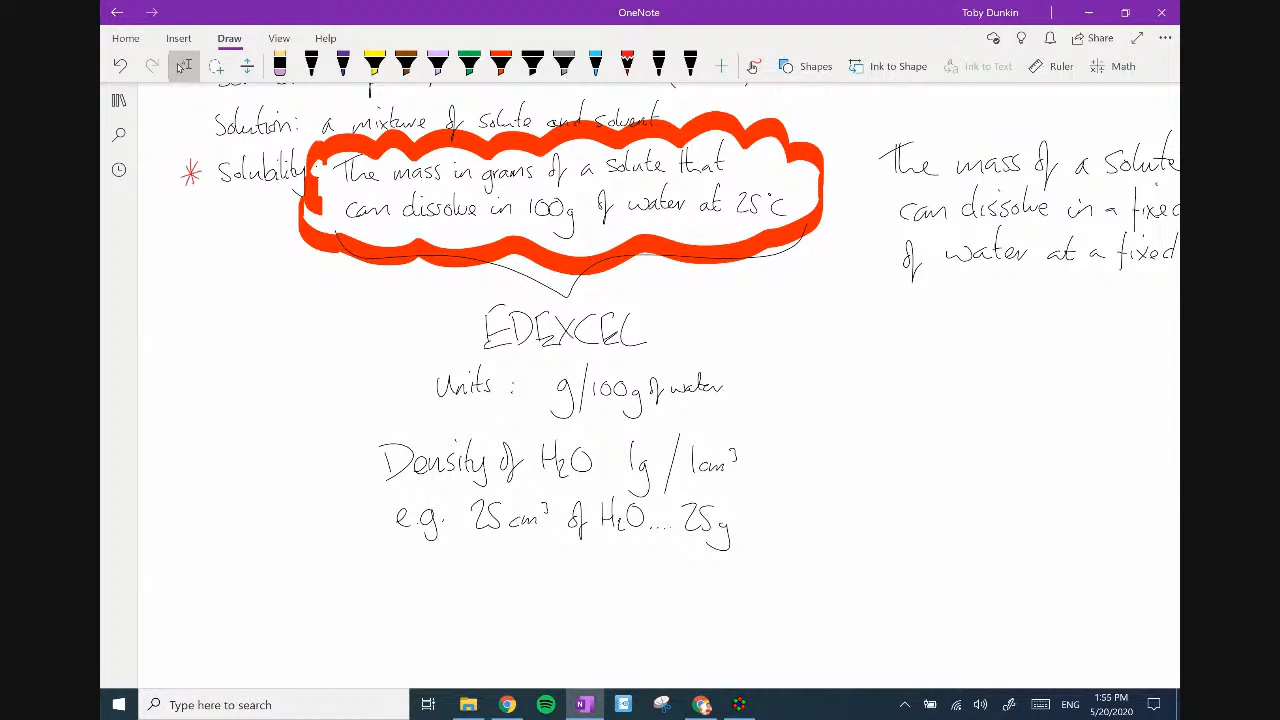 OneNote
Toby Dunkin
Home Insert Draw View Help
Share
Shapes
Ink to Shape
Ink to Text
Ruler
Math
Solution: a mixture of solute and solvent
* Solubility: The mass in grams of a solute that
can dissolve in 100g of water at 25°C
The mass of a solute
can dissolve in a fixed
of water at a fixed
EDEXCEL
Units : g/100g of water
Density of H₂O 1g / 1cm³
e.g. 25cm³ of H₂O.... 25g
Type here to search
ENG
1:55 PM
5/20/2020